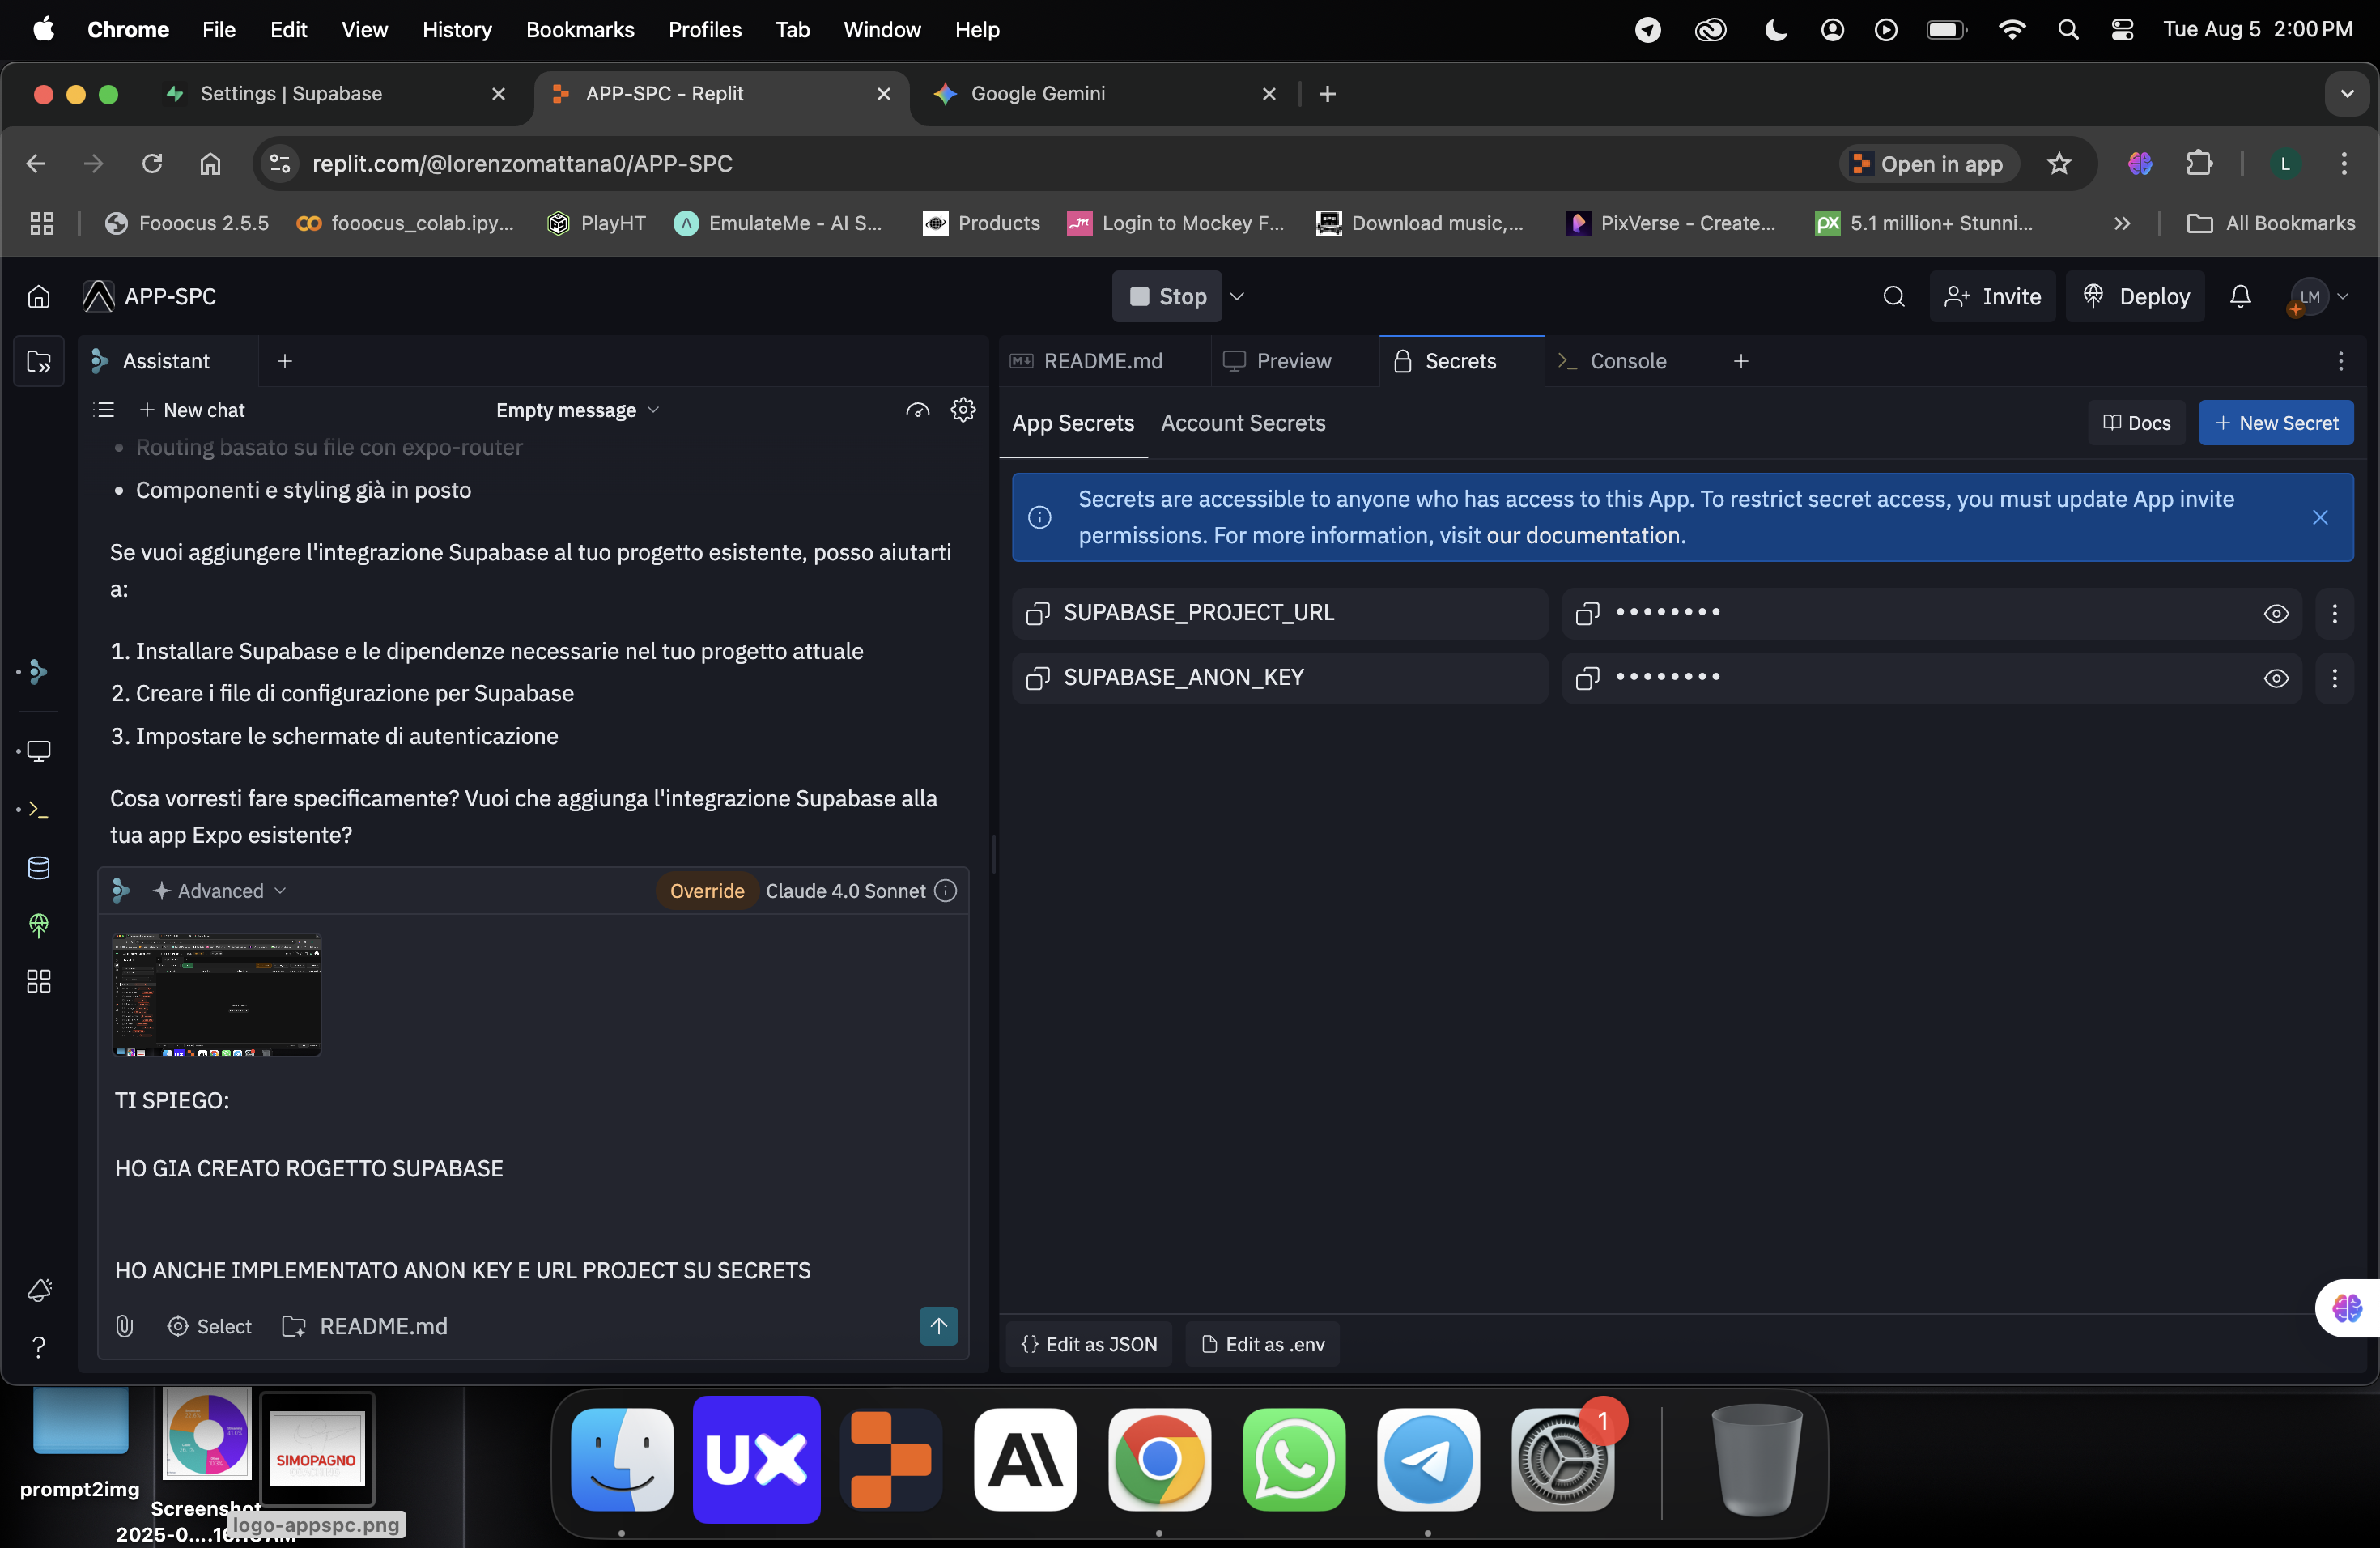 Chrome File Edit View History Bookmarks Profiles Tab Window Help
Tue Aug 5 2:00 PM
Settings | Supabase
APP-SPC - Replit
Google Gemini
replit.com/@lorenzomattana0/APP-SPC
Open in app
L
Fooocus 2.5.5
fooocus_colab.ipy...
PlayHT
EmulateMe - AI S...
Products
Login to Mockey F...
Download music,...
PixVerse - Create...
px
5.1 million+ Stunni...
All Bookmarks
APP-SPC
Stop
Invite
Deploy
LM
Assistant
README.md
Preview
Secrets
Console
New chat
Empty message
App Secrets
Account Secrets
Docs
New Secret
• Routing basato su file con expo-router
• Componenti e styling già in posto
Se vuoi aggiungere l'integrazione Supabase al tuo progetto esistente, posso aiutarti
a:
1. Installare Supabase e le dipendenze necessarie nel tuo progetto attuale
2. Creare i file di configurazione per Supabase
3. Impostare le schermate di autenticazione
Cosa vorresti fare specificamente? Vuoi che aggiunga l'integrazione Supabase alla
tua app Expo esistente?
Advanced
Override
Claude 4.0 Sonnet
TI SPIEGO:
HO GIA CREATO ROGETTO SUPABASE
HO ANCHE IMPLEMENTATO ANON KEY E URL PROJECT SU SECRETS
Select
README.md
Secrets are accessible to anyone who has access to this App. To restrict secret access, you must update App invite
permissions. For more information, visit our documentation.
SUPABASE_PROJECT_URL
••••••••
SUPABASE_ANON_KEY
••••••••
{} Edit as JSON
Edit as .env
prompt2img
Screenshot
SIMOPAGNO
logo-appspc.png
UX
1